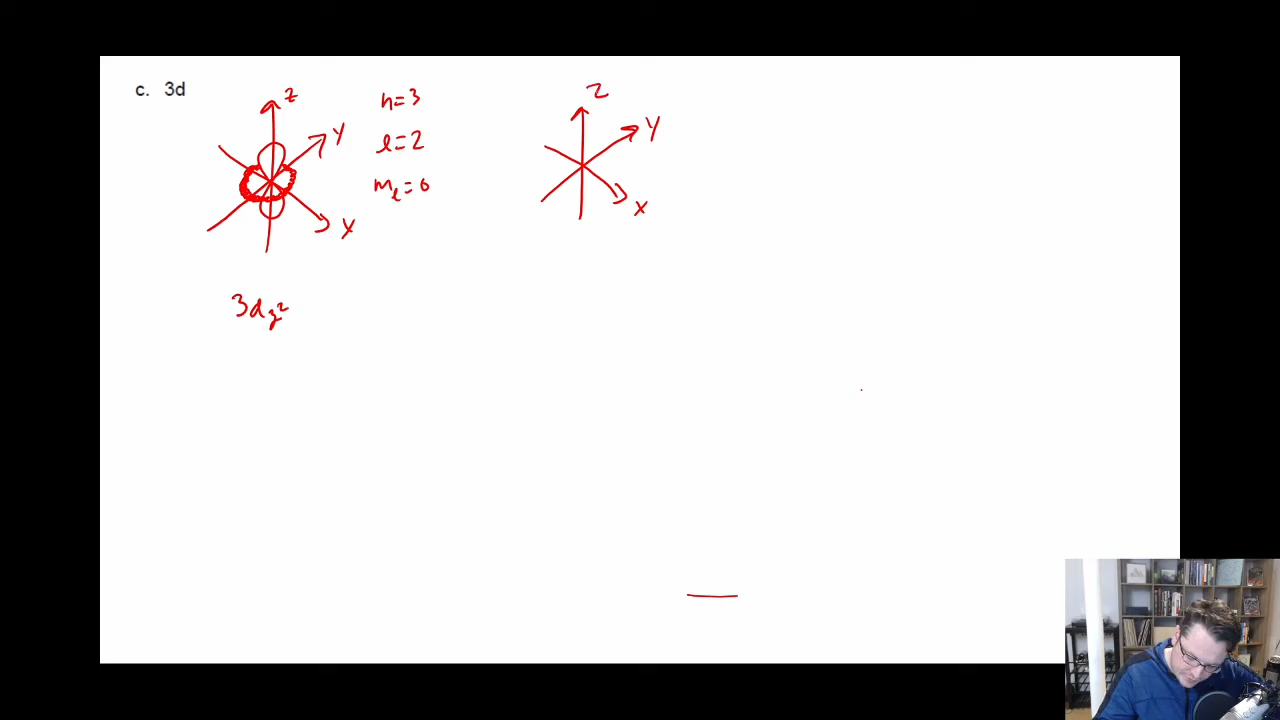 c. 3d
z
y
x
n=3
l=2
mₗ=0
3d_z²
z
y
x